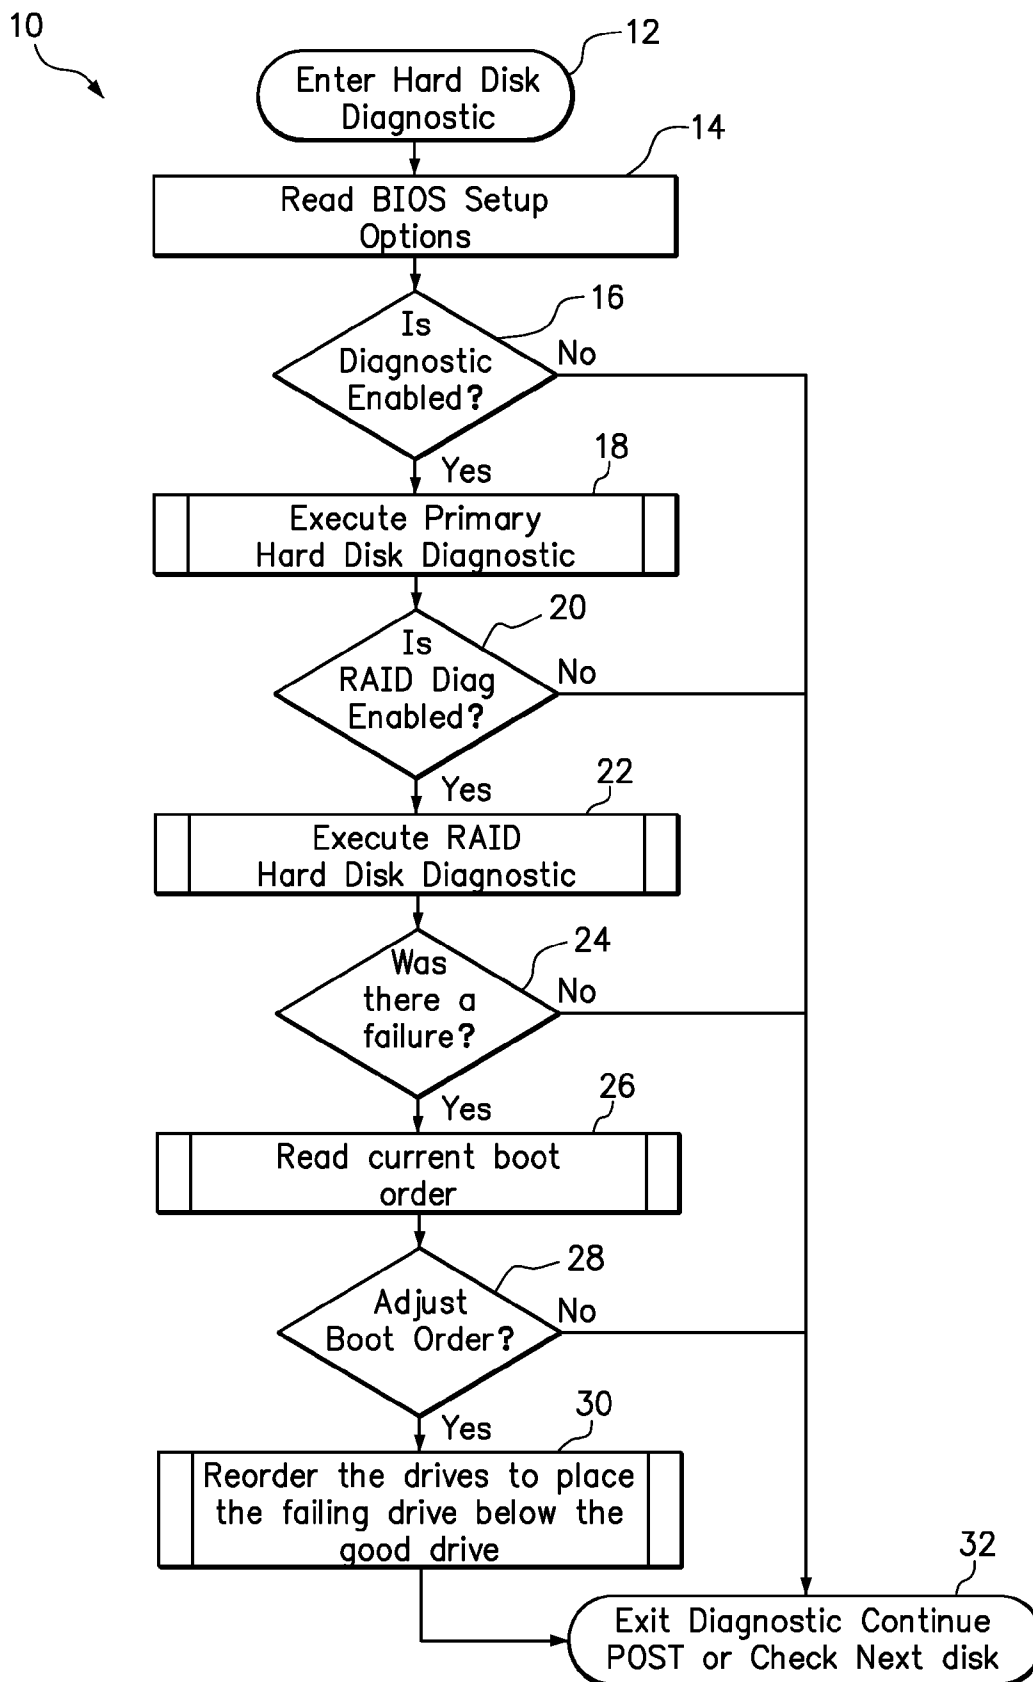 10
12
Enter Hard Disk
Diagnostic
14
Read BIOS Setup
Options
16
Is
Diagnostic
Enabled?
No
Yes
18
Execute Primary
Hard Disk Diagnostic
20
Is
RAID Diag
Enabled?
No
Yes
22
Execute RAID
Hard Disk Diagnostic
24
Was
there a
failure?
No
Yes
26
Read current boot
order
28
Adjust
Boot Order?
No
Yes
30
Reorder the drives to place
the failing drive below the
good drive
32
Exit Diagnostic Continue
POST or Check Next disk